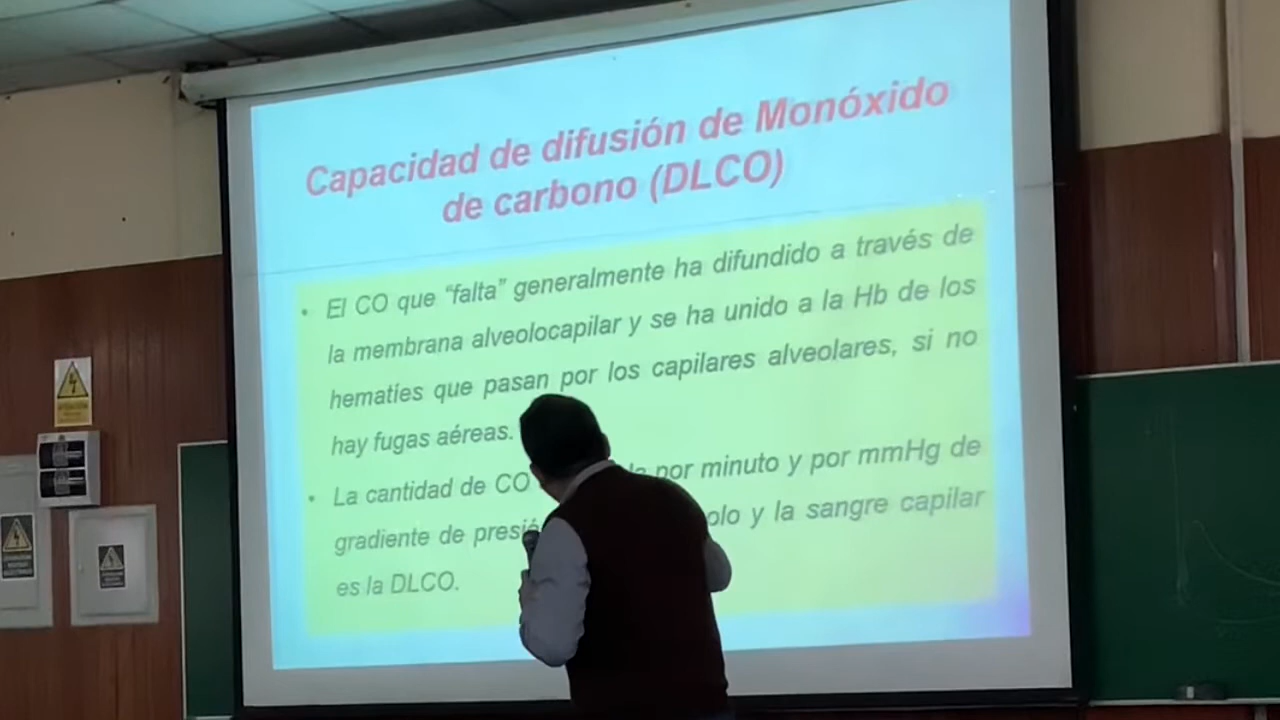 Capacidad de difusión de Monóxido
de carbono (DLCO)
• El CO que “falta” generalmente ha difundido a través de
la membrana alveolocapilar y se ha unido a la Hb de los
hematíes que pasan por los capilares alveolares, si no
hay fugas aéreas.
• La cantidad de CO por minuto y por mmHg de
gradiente de presió olo y la sangre capilar
es la DLCO.